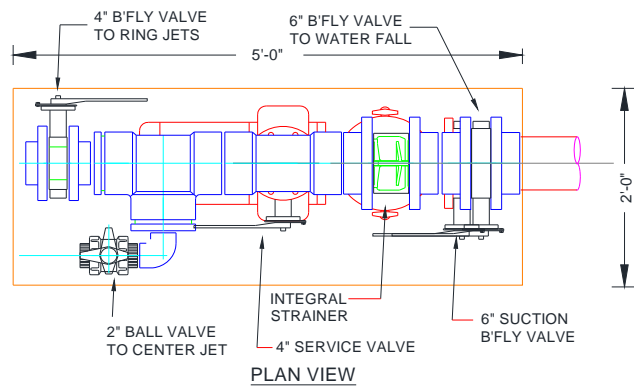 4" B'FLY VALVE
TO RING JETS
6" B'FLY VALVE
TO WATER FALL
5'-0"
2'-0"
2" BALL VALVE
TO CENTER JET
INTEGRAL
STRAINER
4" SERVICE VALVE
6" SUCTION
B'FLY VALVE
PLAN VIEW